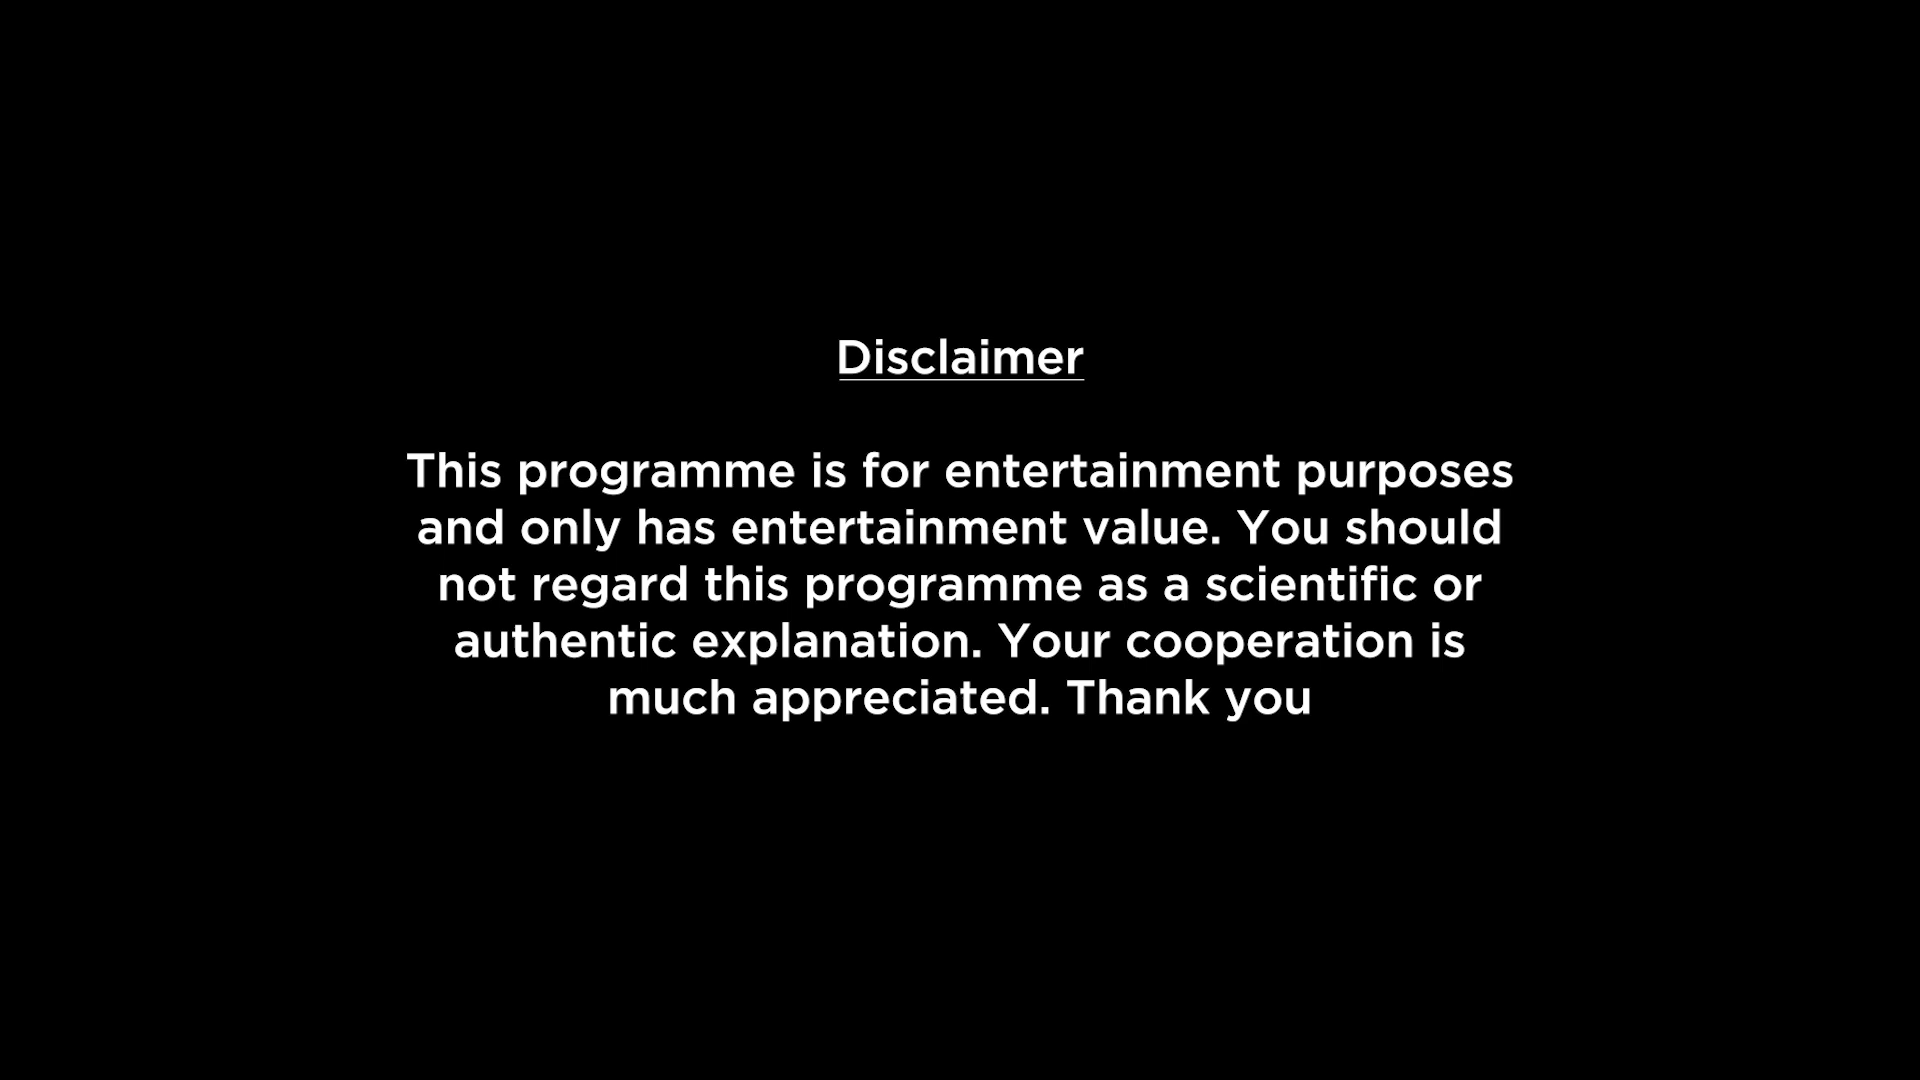 Disclaimer
This programme is for entertainment purposes
and only has entertainment value. You should
not regard this programme as a scientific or
authentic explanation. Your cooperation is
much appreciated. Thank you